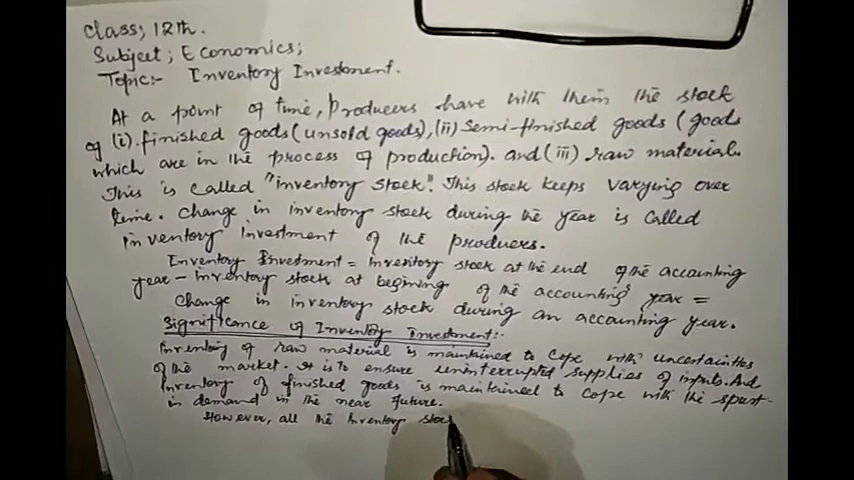 Class; 12th.
Subject; Economics;
Topic:- Inventory Investment.
At a point of time, Producers have with them the stock
of (i). finished goods (unsold goods), (ii) Semi-finished goods (goods
which are in the process of production). and (iii) raw material.
This is called "inventory stock". This stock keeps varying over
time. Change in inventory stock during the year is called
inventory investment of the producers.
Inventory Investment = Inventory stock at the end of the accounting
year - inventory stock at begining of the accounting year =
Change in inventory stock during an accounting year.
Significance of Inventory Investment:-
Inventory of raw material is maintained to cope with uncertainties
of the market. It is to ensure uninterrupted supplies of inputs. And
Inventory of finished goods is maintained to cope with the spurt
in demand in the near future.
However, all the Inventory stoc